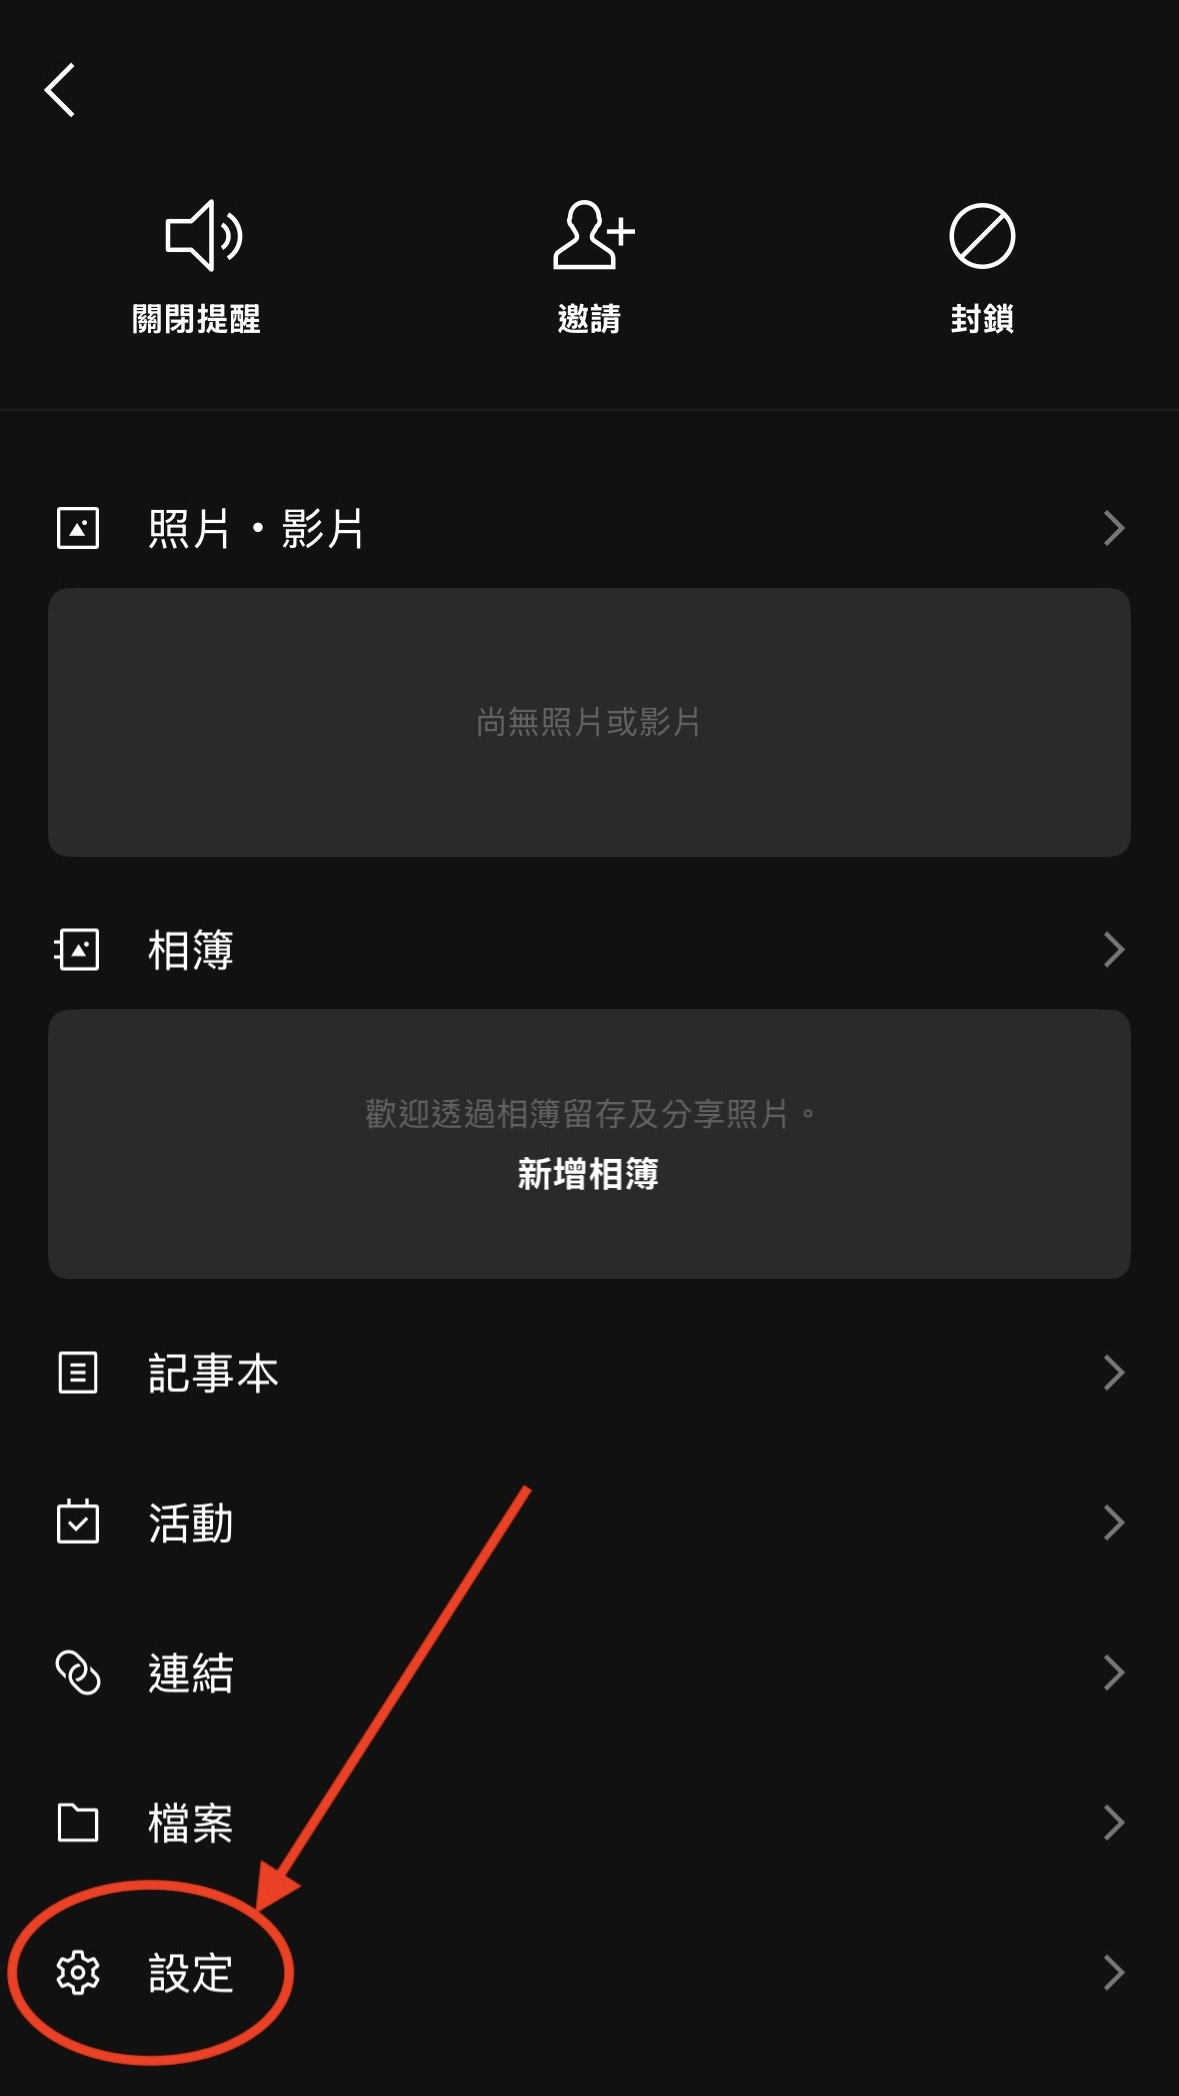 關閉提醒
邀請
封鎖
照片・影片
尚無照片或影片
相簿
歡迎透過相簿留存及分享照片。
新增相簿
記事本
活動
連結
檔案
設定